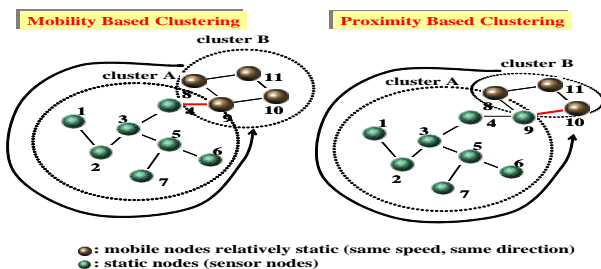 Mobility Based Clustering
Proximity Based Clustering
cluster B
cluster A
8
11
10
9
4
1
3
5
2
6
7
cluster B
cluster A
8
11
10
9
4
1
3
5
2
6
7
: mobile nodes relatively static (same speed, same direction)
: static nodes (sensor nodes)